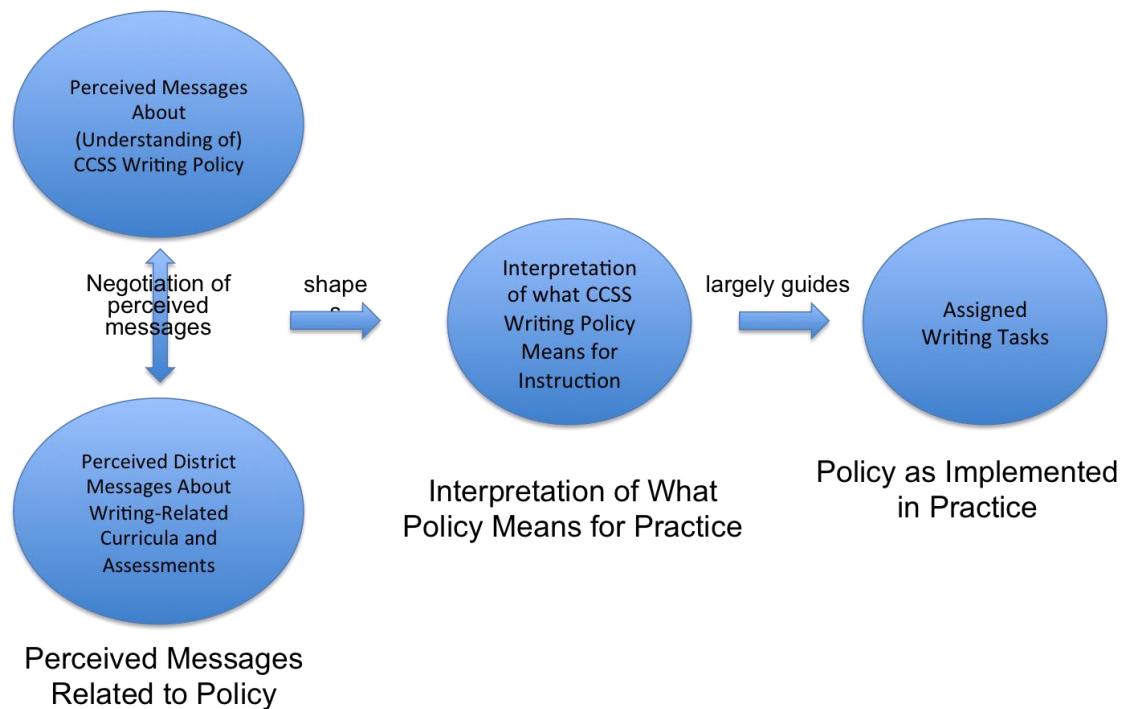 Perceived Messages
About
(Understanding of)
CCSS Writing Policy
Negotiation of
perceived
messages
Perceived District
Messages About
Writing-Related
Curricula and
Assessments
Perceived Messages
Related to Policy
shape
s
Interpretation
of what CCSS
Writing Policy
Means for
Instruction
Interpretation of What
Policy Means for Practice
largely guides
Assigned
Writing Tasks
Policy as Implemented
in Practice